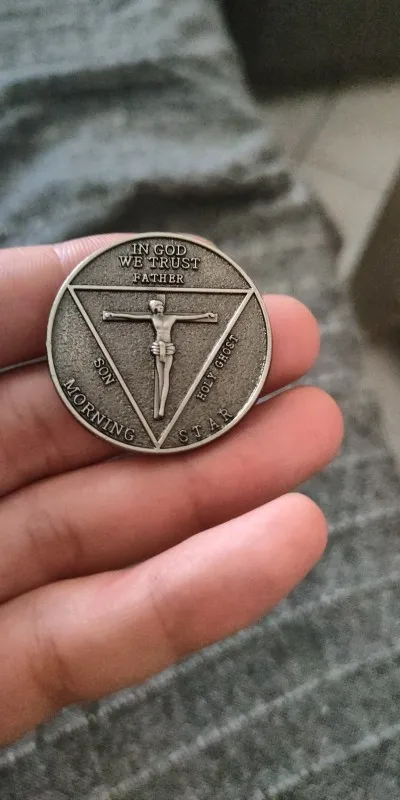 IN GOD
WE TRUST
FATHER
SON
HOLY GHOST
MORNING
STAR